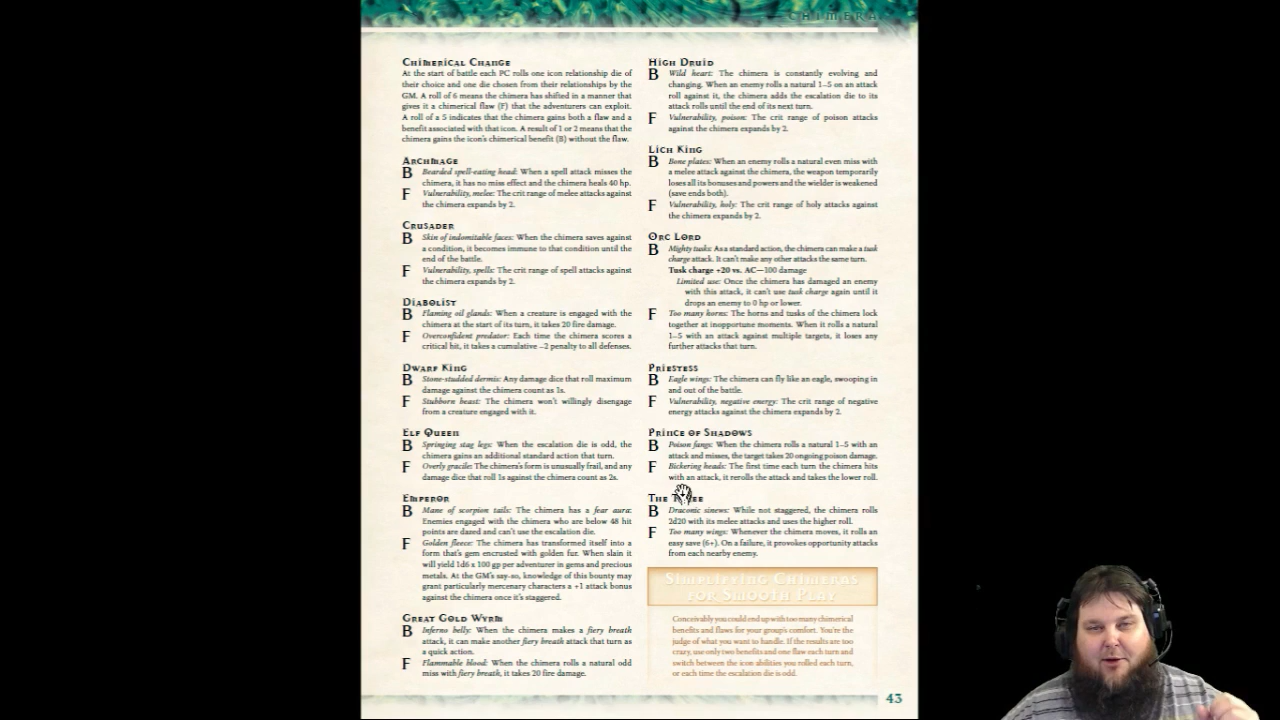 CHIMERA
Chimerical Change
At the start of battle each PC rolls one icon relationship die of
their choice and one die chosen from their relationships by the
GM. A roll of 6 means the chimera has shifted in a manner that
gives it a chimerical flaw (F) that the adventurers can exploit.
A roll of a 5 indicates that the chimera gains both a flaw and a
benefit associated with that icon. A result of 1 or 2 means that the
chimera gains the icon's chimerical benefit (B) without the flaw.
Archmage
B Bearded spell-eating head: When a spell attack misses the
chimera, it has no miss effect and the chimera heals 40 hp.
F Vulnerability, melee: The crit range of melee attacks against
the chimera expands by 2.
Crusader
B Skin of indomitable faces: When the chimera saves against
a condition, it becomes immune to that condition until the
end of the battle.
F Vulnerability, spells: The crit range of spell attacks against
the chimera expands by 2.
Diabolist
B Flaming oil glands: When a creature is engaged with the
chimera at the start of its turn, it takes 20 fire damage.
F Overconfident predator: Each time the chimera scores a
critical hit, it takes a cumulative –2 penalty to all defenses.
Dwarf King
B Stone-studded dermis: Any damage dice that roll maximum
damage against the chimera count as 1s.
F Stubborn beast: The chimera won't willingly disengage
from a creature engaged with it.
Elf Queen
B Springing stag legs: When the escalation die is odd, the
chimera gains an additional standard action that turn.
F Overly gracile: The chimera's form is unusually frail, and any
damage dice that roll 1s against the chimera count as 2s.
Emperor
B Mane of scorpion tails: The chimera has a fear aura:
Enemies engaged with the chimera who are below 48 hit
points are dazed and can't use the escalation die.
F Golden fleece: The chimera has transformed itself into a
form that's gem encrusted with golden fur. When slain it
will yield 1d6 x 100 gp per adventurer in gems and precious
metals. At the GM's say-so, knowledge of this bounty may
grant particularly mercenary characters a +1 attack bonus
against the chimera once it's staggered.
Great Gold Wyrm
B Inferno belly: When the chimera makes a fiery breath
attack, it can make another fiery breath attack that turn as
a quick action.
F Flammable blood: When the chimera rolls a natural odd
miss with fiery breath, it takes 20 fire damage.
High Druid
B Wild heart: The chimera is constantly evolving and
changing. When an enemy rolls a natural 1–5 on an attack
roll against it, the chimera adds the escalation die to its
attack rolls until the end of its next turn.
F Vulnerability, poison: The crit range of poison attacks
against the chimera expands by 2.
Lich King
B Bone plates: When an enemy rolls a natural even miss with
a melee attack against the chimera, the weapon temporarily
loses all its bonuses and powers and the wielder is weakened
(save ends both).
F Vulnerability, holy: The crit range of holy attacks against
the chimera expands by 2.
Orc Lord
B Mighty tusks: As a standard action, the chimera can make a tusk
charge attack. It can't make any other attacks the same turn.
Tusk charge +20 vs. AC—100 damage
Limited use: Once the chimera has damaged an enemy
with this attack, it can't use tusk charge again until it
drops an enemy to 0 hp or lower.
F Too many horns: The horns and tusks of the chimera lock
together at inopportune moments. When it rolls a natural
1–5 with an attack against multiple targets, it loses any
further attacks that turn.
Priestess
B Eagle wings: The chimera can fly like an eagle, swooping in
and out of the battle.
F Vulnerability, negative energy: The crit range of negative
energy attacks against the chimera expands by 2.
Prince of Shadows
B Poison fangs: When the chimera rolls a natural 1–5 with an
attack and misses, the target takes 20 ongoing poison damage.
F Bickering heads: The first time each turn the chimera hits
with an attack, it rerolls the attack and takes the lower roll.
The
B Draconic sinews: While not staggered, the chimera rolls
2d20 with its melee attacks and uses the higher roll.
F Too many wings: Whenever the chimera moves, it rolls an
easy save (6+). On a failure, it provokes opportunity attacks
from each nearby enemy.
Simplifying Chimeras
for Smooth Play
Conceivably you could end up with too many chimerical
benefits and flaws for your group's comfort. You're the
judge of what you want to handle. If the results are too
crazy, use only two benefits and one flaw each turn and
switch between the icon abilities you rolled each turn,
or each time the escalation die is odd.
43